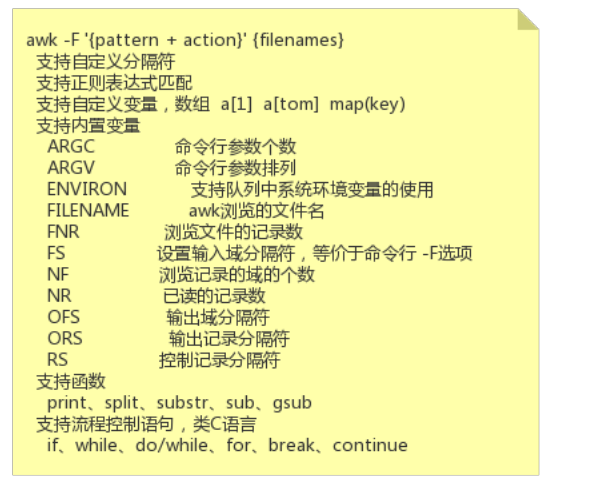 awk -F '{pattern + action}' {filenames}
支持自定义分隔符
支持正则表达式匹配
支持自定义变量，数组 a[1] a[tom] map(key)
支持内置变量
ARGC 命令行参数个数
ARGV 命令行参数排列
ENVIRON 支持队列中系统环境变量的使用
FILENAME awk浏览的文件名
FNR 浏览文件的记录数
FS 设置输入域分隔符，等价于命令行 -F选项
NF 浏览记录的域的个数
NR 已读的记录数
OFS 输出域分隔符
ORS 输出记录分隔符
RS 控制记录分隔符
支持函数
print、split、substr、sub、gsub
支持流程控制语句，类C语言
if、while、do/while、for、break、continue